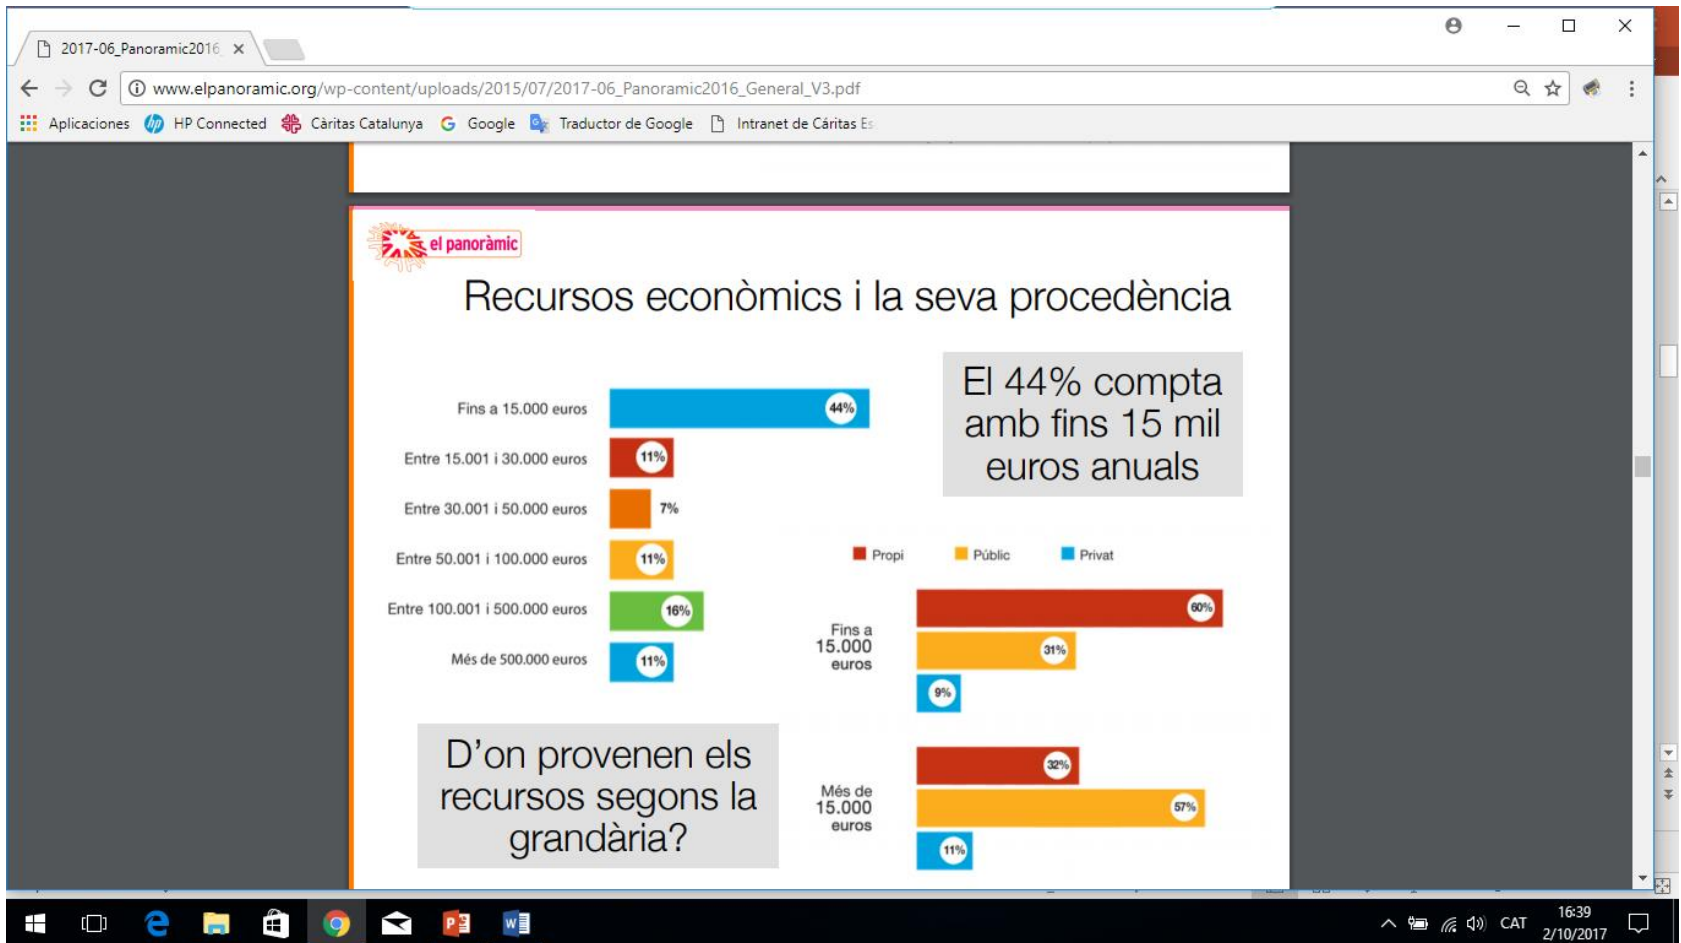 2017-06_Panoramic2016
www.elpanoramic.org/wp-content/uploads/2015/07/2017-06_Panoramic2016_General_V3.pdf
Aplicaciones HP Connected Càritas Catalunya Google Traductor de Google Intranet de Cáritas Es
el panoràmic
Recursos econòmics i la seva procedència
Fins a 15.000 euros 44%
Entre 15.001 i 30.000 euros 11%
Entre 30.001 i 50.000 euros 7%
Entre 50.001 i 100.000 euros 11%
Entre 100.001 i 500.000 euros 16%
Més de 500.000 euros 11%
El 44% compta
amb fins 15 mil
euros anuals
Propi Públic Privat
Fins a
15.000
euros
60%
31%
9%
Més de
15.000
euros
32%
57%
11%
D'on provenen els
recursos segons la
grandària?
CAT
16:39
2/10/2017